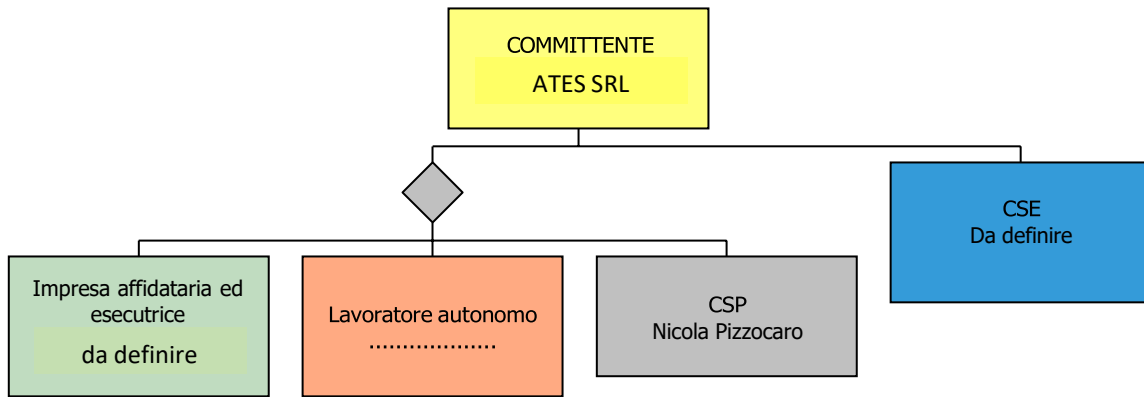 COMMITTENTE
ATES SRL
CSE
Da definire
Impresa affidataria ed
esecutrice
da definire
Lavoratore autonomo
...................
CSP
Nicola Pizzocaro